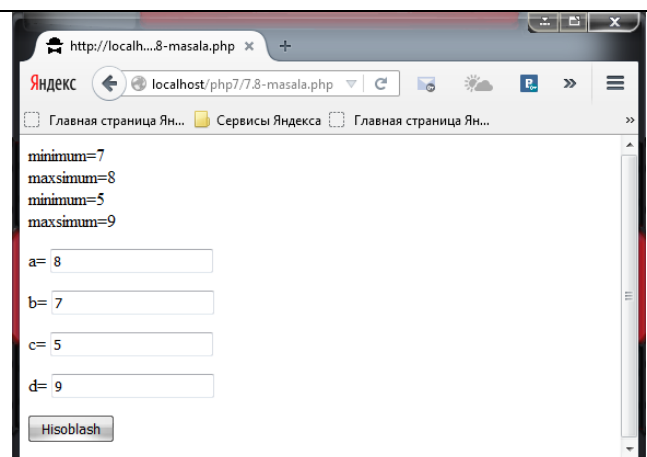 http://localh....8-masala.php × +
Яндекс localhost/php7/7.8-masala.php »
Главная страница Ян... Сервисы Яндекса Главная страница Ян... »
minimum=7
maxsimum=8
minimum=5
maxsimum=9
a= 8
b= 7
c= 5
d= 9
Hisoblash